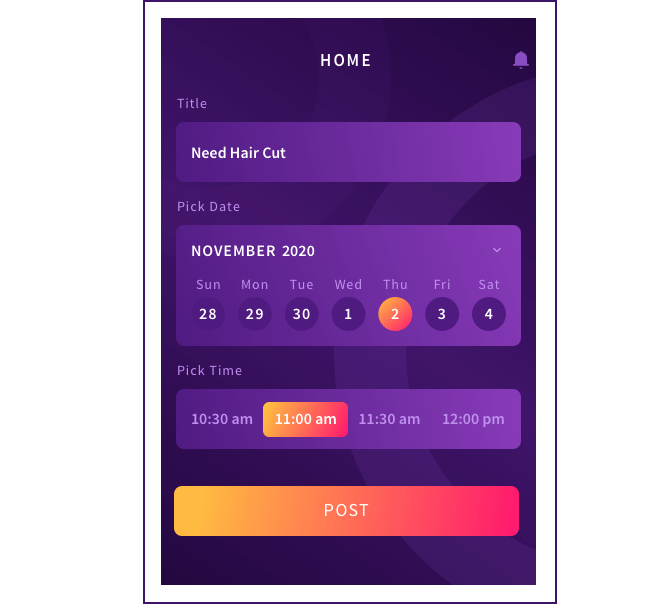 HOME
Title
Need Hair Cut
Pick Date
NOVEMBER 2020
Sun Mon Tue Wed Thu Fri Sat
28 29 30 1 2 3 4
Pick Time
10:30 am 11:00 am 11:30 am 12:00 pm
POST